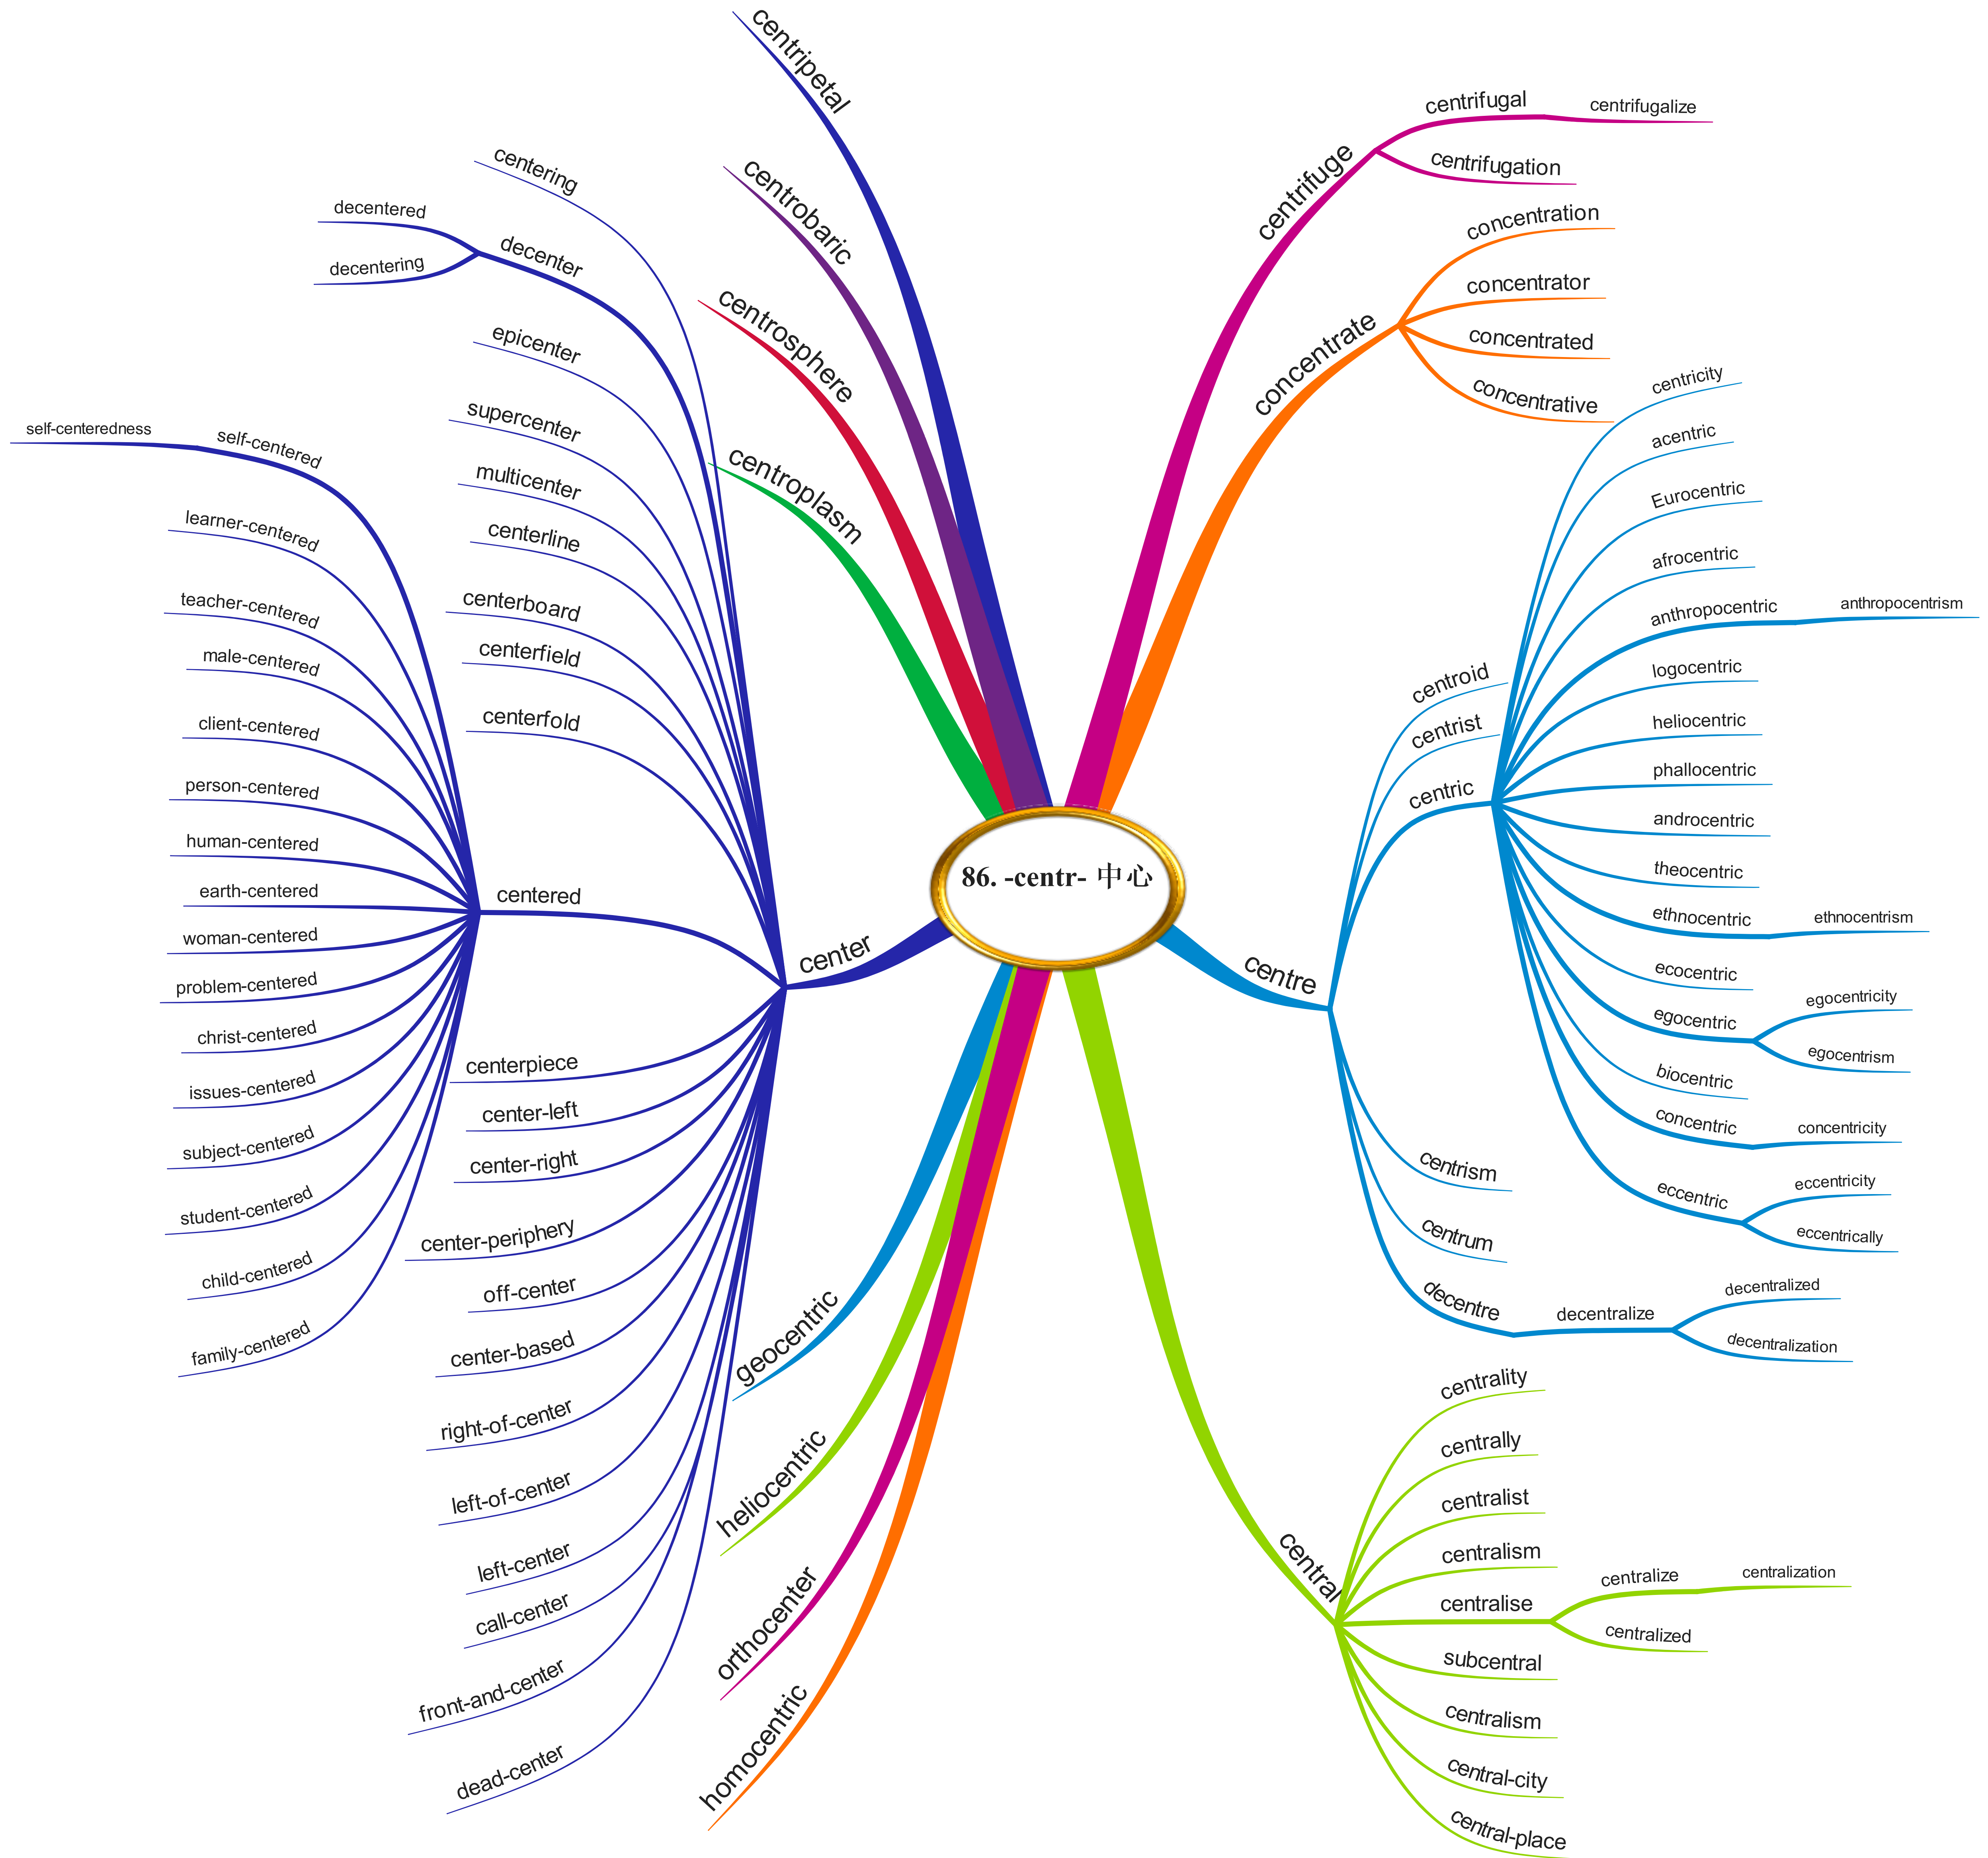 86. -centr- 中心
centrifuge
centrifugal
centrifugalize
centrifugation
concentrate
concentration
concentrator
concentrated
concentrative
centre
centroid
centrist
centric
centricity
acentric
Eurocentric
afrocentric
anthropocentric
anthropocentrism
logocentric
heliocentric
phallocentric
androcentric
theocentric
ethnocentric
ethnocentrism
ecocentric
egocentric
egocentricity
egocentrism
biocentric
concentric
concentricity
eccentric
eccentricity
eccentrically
centrism
centrum
decentre
decentralize
decentralized
decentralization
central
centrality
centrally
centralist
centralism
centralise
centralize
centralization
centralized
subcentral
centralism
central-city
central-place
centripetal
centrobaric
centrosphere
centroplasm
center
centering
decenter
decentered
decentering
epicenter
supercenter
multicenter
centerline
centerboard
centerfield
centerfold
centered
self-centered
self-centeredness
learner-centered
teacher-centered
male-centered
client-centered
person-centered
human-centered
earth-centered
woman-centered
problem-centered
christ-centered
issues-centered
subject-centered
student-centered
child-centered
family-centered
centerpiece
center-left
center-right
center-periphery
off-center
center-based
right-of-center
left-of-center
left-center
call-center
front-and-center
dead-center
geocentric
heliocentric
orthocenter
homocentric